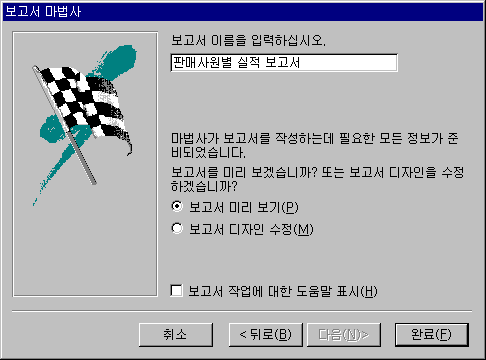 보고서 마법사
보고서 이름을 입력하십시오.
판매사원별 실적 보고서
마법사가 보고서를 작성하는데 필요한 모든 정보가 준
비되었습니다.
보고서를 미리 보겠습니까? 또는 보고서 디자인을 수정
하겠습니까?
보고서 미리 보기(P)
보고서 디자인 수정(M)
보고서 작업에 대한 도움말 표시(H)
취소 < 뒤로(B) 다음(N)> 완료(F)